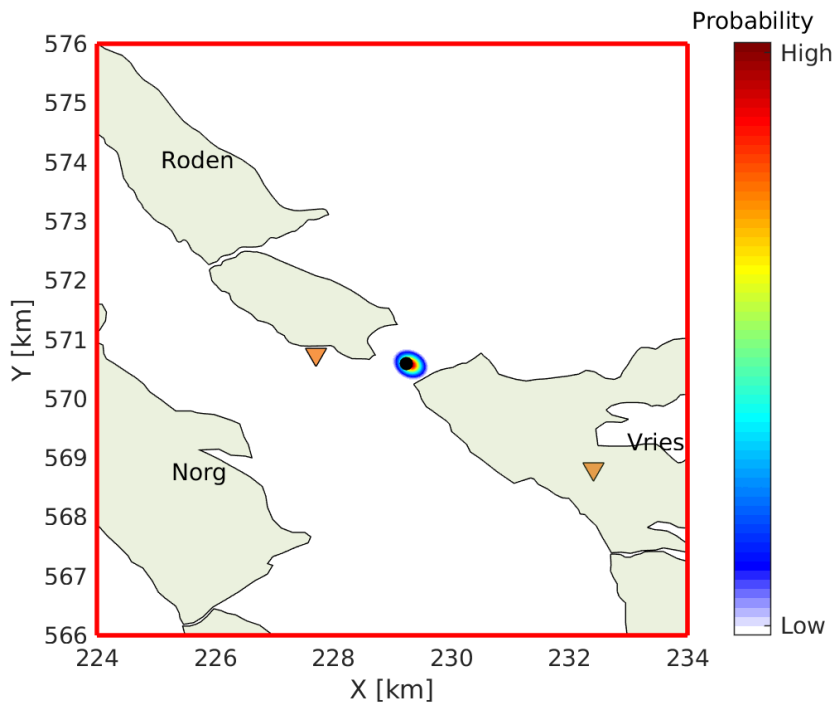 Probability
High
Low
576
575
574
573
572
571
570
569
568
567
566
Y [km]
Roden
Norg
Vries
224
226
228
230
232
234
X [km]